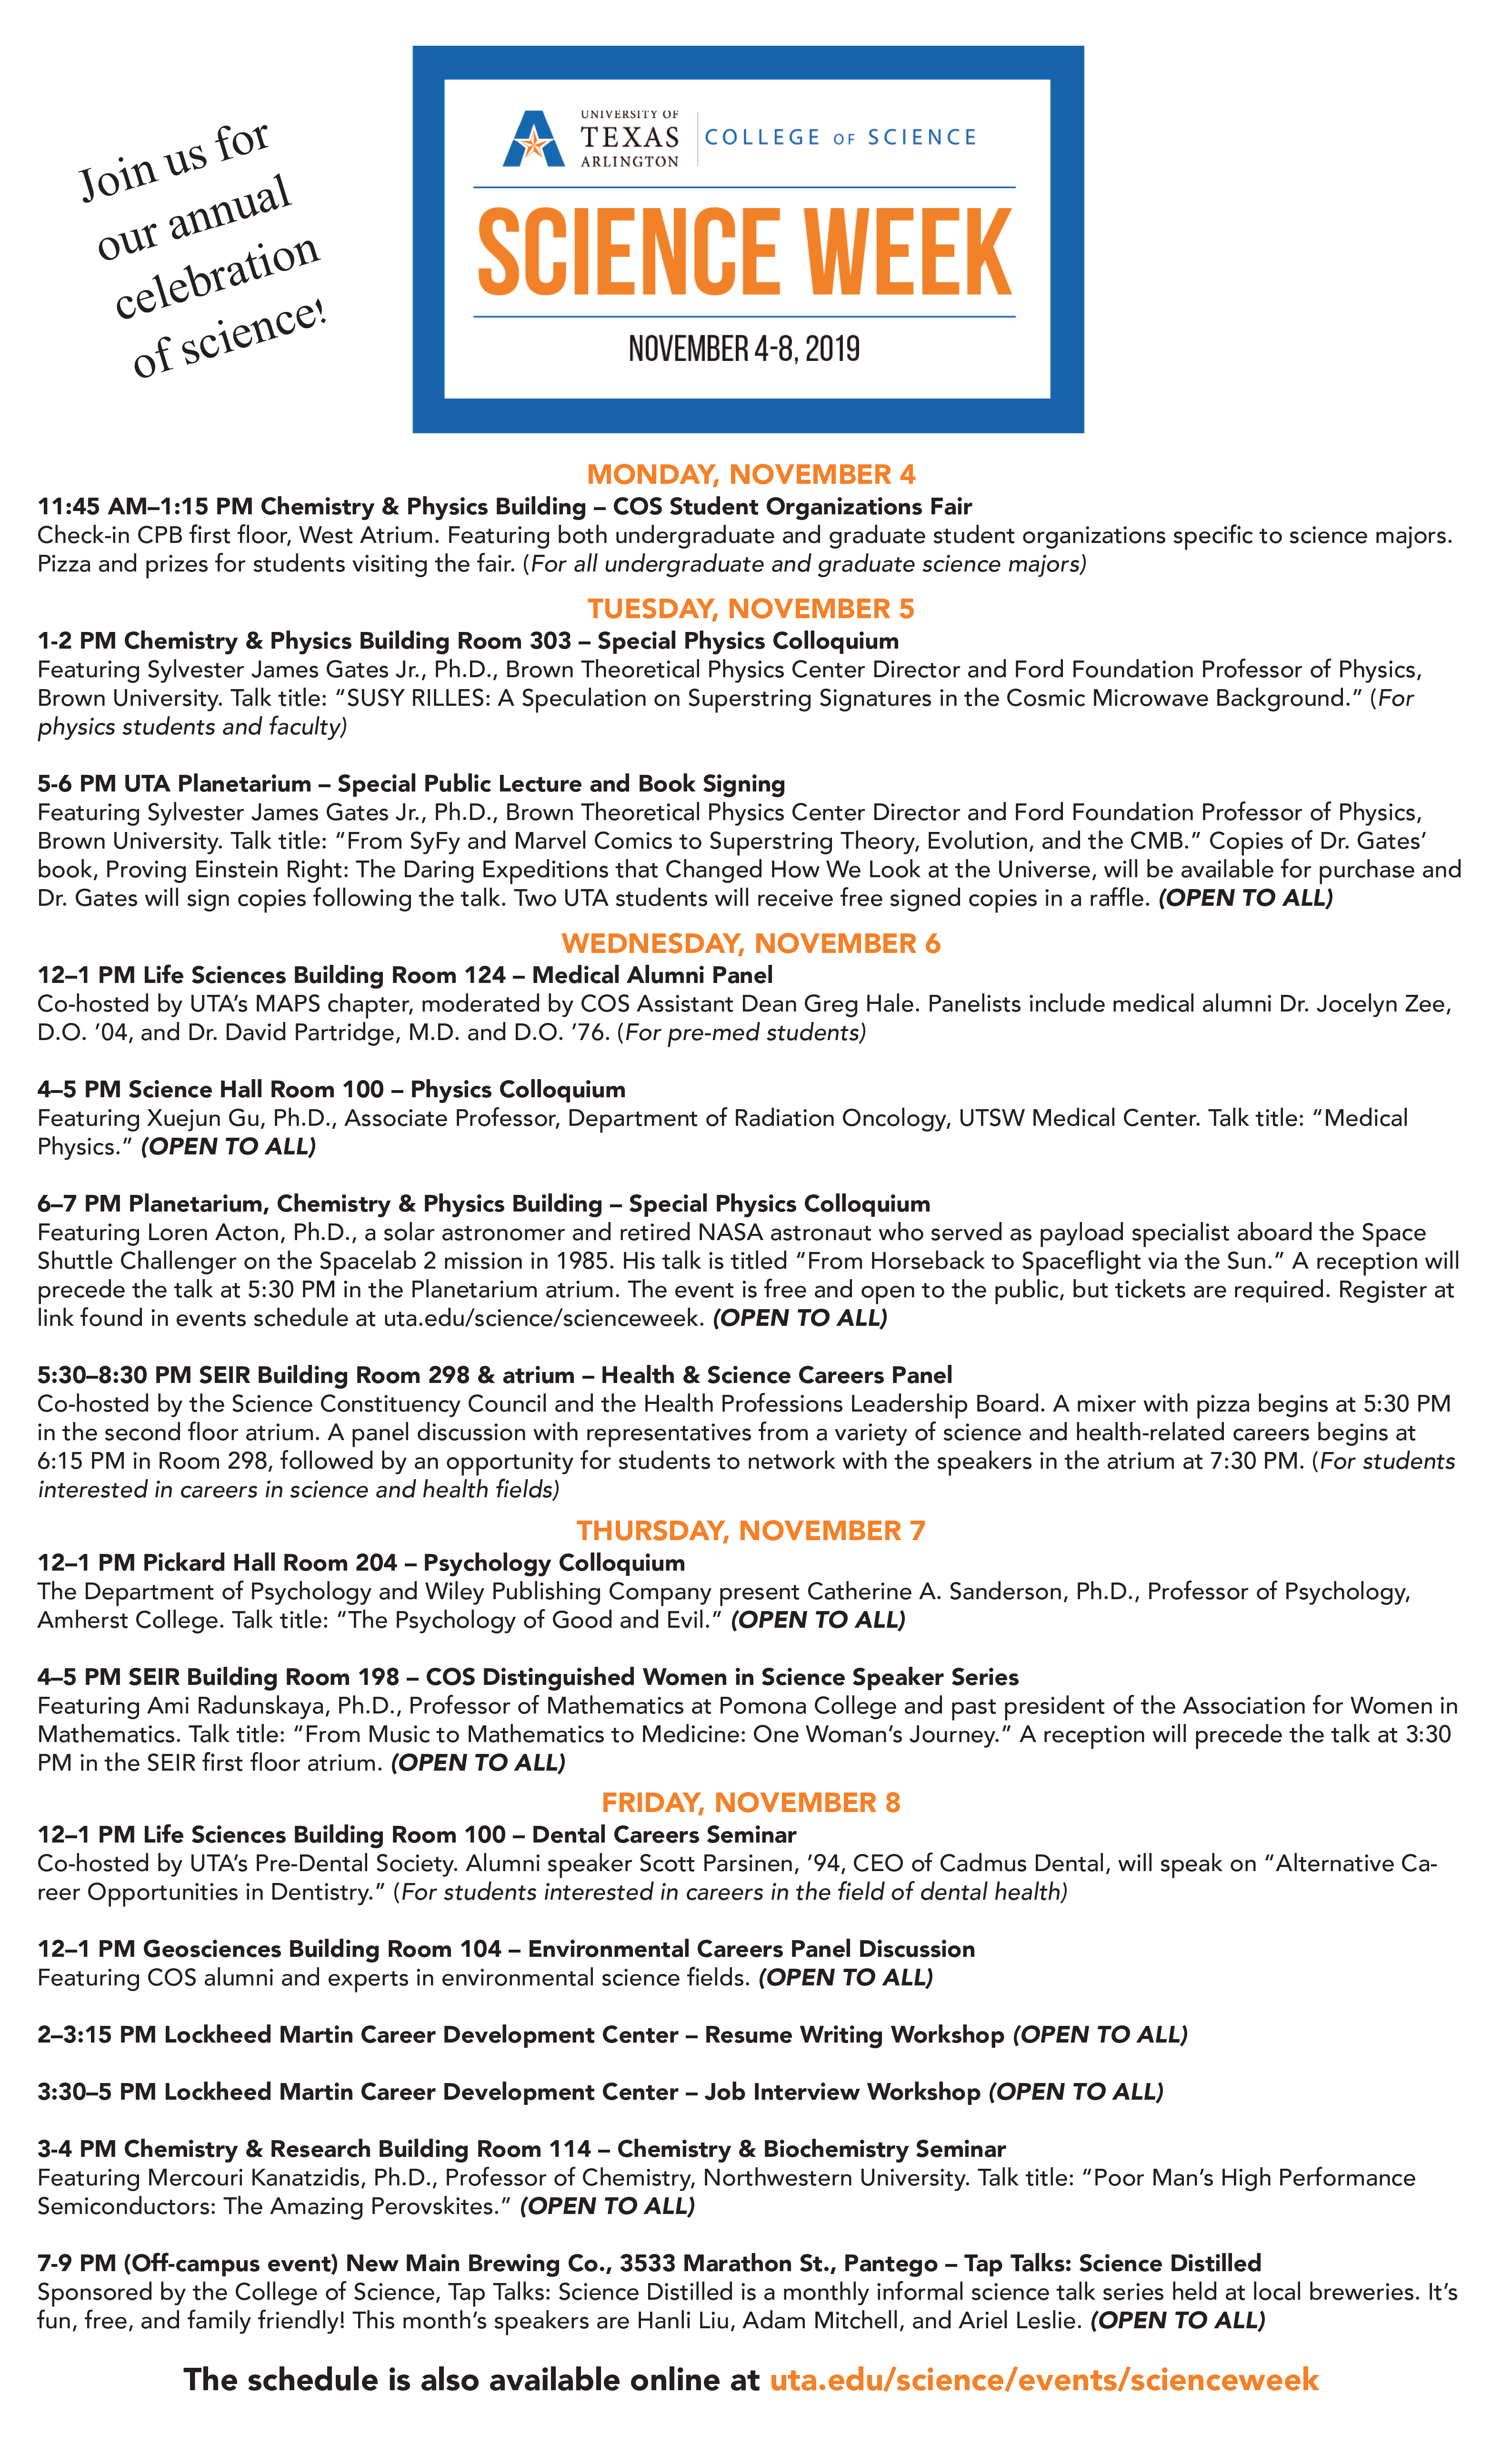 Join us for
our annual
celebration
of science!
UNIVERSITY OF
TEXAS
ARLINGTON
COLLEGE OF SCIENCE
SCIENCE WEEK
NOVEMBER 4-8, 2019
MONDAY, NOVEMBER 4
11:45 AM–1:15 PM Chemistry & Physics Building – COS Student Organizations Fair
Check-in CPB first floor, West Atrium. Featuring both undergraduate and graduate student organizations specific to science majors.
Pizza and prizes for students visiting the fair. (For all undergraduate and graduate science majors)
TUESDAY, NOVEMBER 5
1-2 PM Chemistry & Physics Building Room 303 – Special Physics Colloquium
Featuring Sylvester James Gates Jr., Ph.D., Brown Theoretical Physics Center Director and Ford Foundation Professor of Physics,
Brown University. Talk title: “SUSY RILLES: A Speculation on Superstring Signatures in the Cosmic Microwave Background.” (For
physics students and faculty)
5-6 PM UTA Planetarium – Special Public Lecture and Book Signing
Featuring Sylvester James Gates Jr., Ph.D., Brown Theoretical Physics Center Director and Ford Foundation Professor of Physics,
Brown University. Talk title: “From SyFy and Marvel Comics to Superstring Theory, Evolution, and the CMB.” Copies of Dr. Gates’
book, Proving Einstein Right: The Daring Expeditions that Changed How We Look at the Universe, will be available for purchase and
Dr. Gates will sign copies following the talk. Two UTA students will receive free signed copies in a raffle. (OPEN TO ALL)
WEDNESDAY, NOVEMBER 6
12–1 PM Life Sciences Building Room 124 – Medical Alumni Panel
Co-hosted by UTA’s MAPS chapter, moderated by COS Assistant Dean Greg Hale. Panelists include medical alumni Dr. Jocelyn Zee,
D.O. ’04, and Dr. David Partridge, M.D. and D.O. ’76. (For pre-med students)
4–5 PM Science Hall Room 100 – Physics Colloquium
Featuring Xuejun Gu, Ph.D., Associate Professor, Department of Radiation Oncology, UTSW Medical Center. Talk title: “Medical
Physics.” (OPEN TO ALL)
6–7 PM Planetarium, Chemistry & Physics Building – Special Physics Colloquium
Featuring Loren Acton, Ph.D., a solar astronomer and retired NASA astronaut who served as payload specialist aboard the Space
Shuttle Challenger on the Spacelab 2 mission in 1985. His talk is titled “From Horseback to Spaceflight via the Sun.” A reception will
precede the talk at 5:30 PM in the Planetarium atrium. The event is free and open to the public, but tickets are required. Register at
link found in events schedule at uta.edu/science/scienceweek. (OPEN TO ALL)
5:30–8:30 PM SEIR Building Room 298 & atrium – Health & Science Careers Panel
Co-hosted by the Science Constituency Council and the Health Professions Leadership Board. A mixer with pizza begins at 5:30 PM
in the second floor atrium. A panel discussion with representatives from a variety of science and health-related careers begins at
6:15 PM in Room 298, followed by an opportunity for students to network with the speakers in the atrium at 7:30 PM. (For students
interested in careers in science and health fields)
THURSDAY, NOVEMBER 7
12–1 PM Pickard Hall Room 204 – Psychology Colloquium
The Department of Psychology and Wiley Publishing Company present Catherine A. Sanderson, Ph.D., Professor of Psychology,
Amherst College. Talk title: “The Psychology of Good and Evil.” (OPEN TO ALL)
4–5 PM SEIR Building Room 198 – COS Distinguished Women in Science Speaker Series
Featuring Ami Radunskaya, Ph.D., Professor of Mathematics at Pomona College and past president of the Association for Women in
Mathematics. Talk title: “From Music to Mathematics to Medicine: One Woman’s Journey.” A reception will precede the talk at 3:30
PM in the SEIR first floor atrium. (OPEN TO ALL)
FRIDAY, NOVEMBER 8
12–1 PM Life Sciences Building Room 100 – Dental Careers Seminar
Co-hosted by UTA’s Pre-Dental Society. Alumni speaker Scott Parsinen, ’94, CEO of Cadmus Dental, will speak on “Alternative Ca-
reer Opportunities in Dentistry.” (For students interested in careers in the field of dental health)
12–1 PM Geosciences Building Room 104 – Environmental Careers Panel Discussion
Featuring COS alumni and experts in environmental science fields. (OPEN TO ALL)
2–3:15 PM Lockheed Martin Career Development Center – Resume Writing Workshop (OPEN TO ALL)
3:30–5 PM Lockheed Martin Career Development Center – Job Interview Workshop (OPEN TO ALL)
3-4 PM Chemistry & Research Building Room 114 – Chemistry & Biochemistry Seminar
Featuring Mercouri Kanatzidis, Ph.D., Professor of Chemistry, Northwestern University. Talk title: “Poor Man’s High Performance
Semiconductors: The Amazing Perovskites.” (OPEN TO ALL)
7-9 PM (Off-campus event) New Main Brewing Co., 3533 Marathon St., Pantego – Tap Talks: Science Distilled
Sponsored by the College of Science, Tap Talks: Science Distilled is a monthly informal science talk series held at local breweries. It’s
fun, free, and family friendly! This month’s speakers are Hanli Liu, Adam Mitchell, and Ariel Leslie. (OPEN TO ALL)
The schedule is also available online at uta.edu/science/events/scienceweek